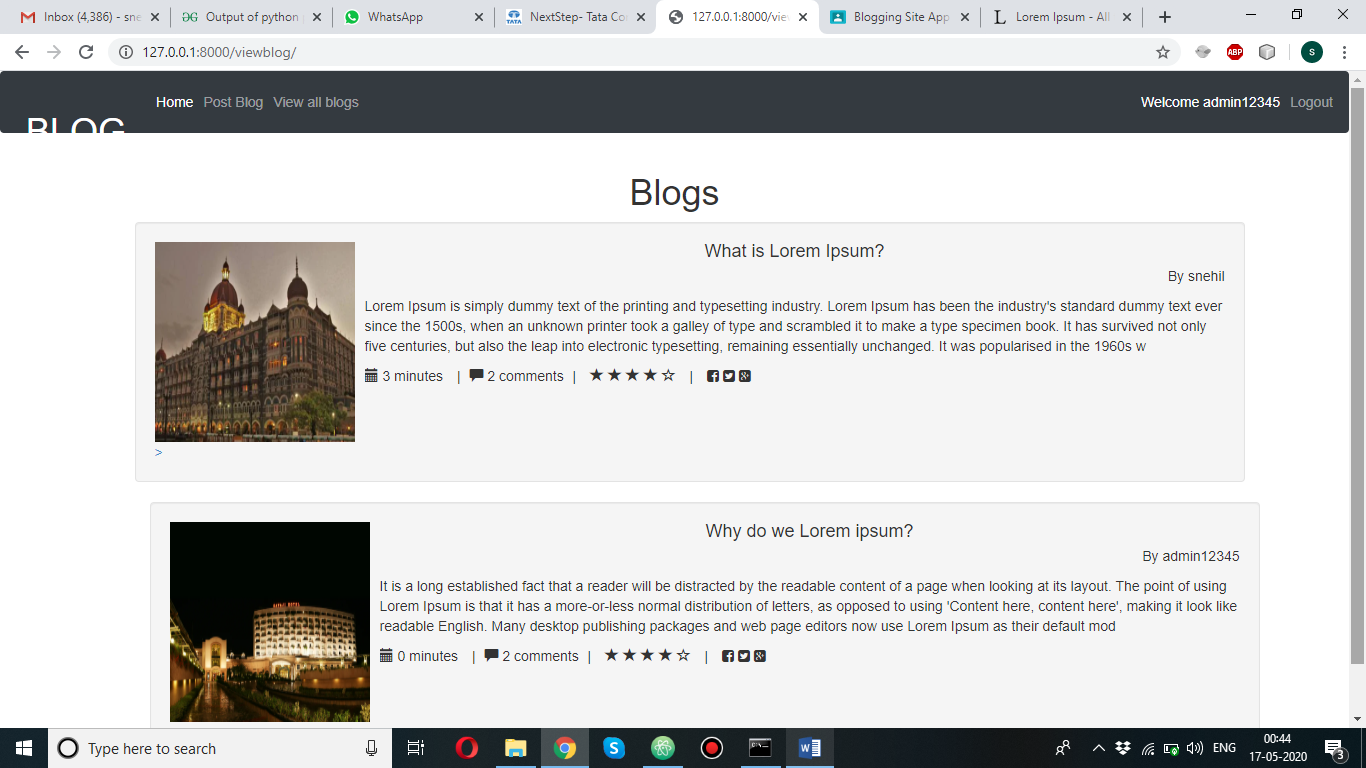 Inbox (4,386) - sne
Output of python
WhatsApp
NextStep- Tata Co
127.0.0.1:8000/vie
Blogging Site App
Lorem Ipsum - All
127.0.0.1:8000/viewblog/
ABP
S
BLOG
Home Post Blog View all blogs
Welcome admin12345 Logout
Blogs
What is Lorem Ipsum?
By snehil
Lorem Ipsum is simply dummy text of the printing and typesetting industry. Lorem Ipsum has been the industry's standard dummy text ever
since the 1500s, when an unknown printer took a galley of type and scrambled it to make a type specimen book. It has survived not only
five centuries, but also the leap into electronic typesetting, remaining essentially unchanged. It was popularised in the 1960s w
3 minutes | 2 comments | ★★★★☆ |
>
Why do we Lorem ipsum?
By admin12345
It is a long established fact that a reader will be distracted by the readable content of a page when looking at its layout. The point of using
Lorem Ipsum is that it has a more-or-less normal distribution of letters, as opposed to using 'Content here, content here', making it look like
readable English. Many desktop publishing packages and web page editors now use Lorem Ipsum as their default mod
0 minutes | 2 comments | ★★★★☆ |
Type here to search
ENG
00:44
17-05-2020
3